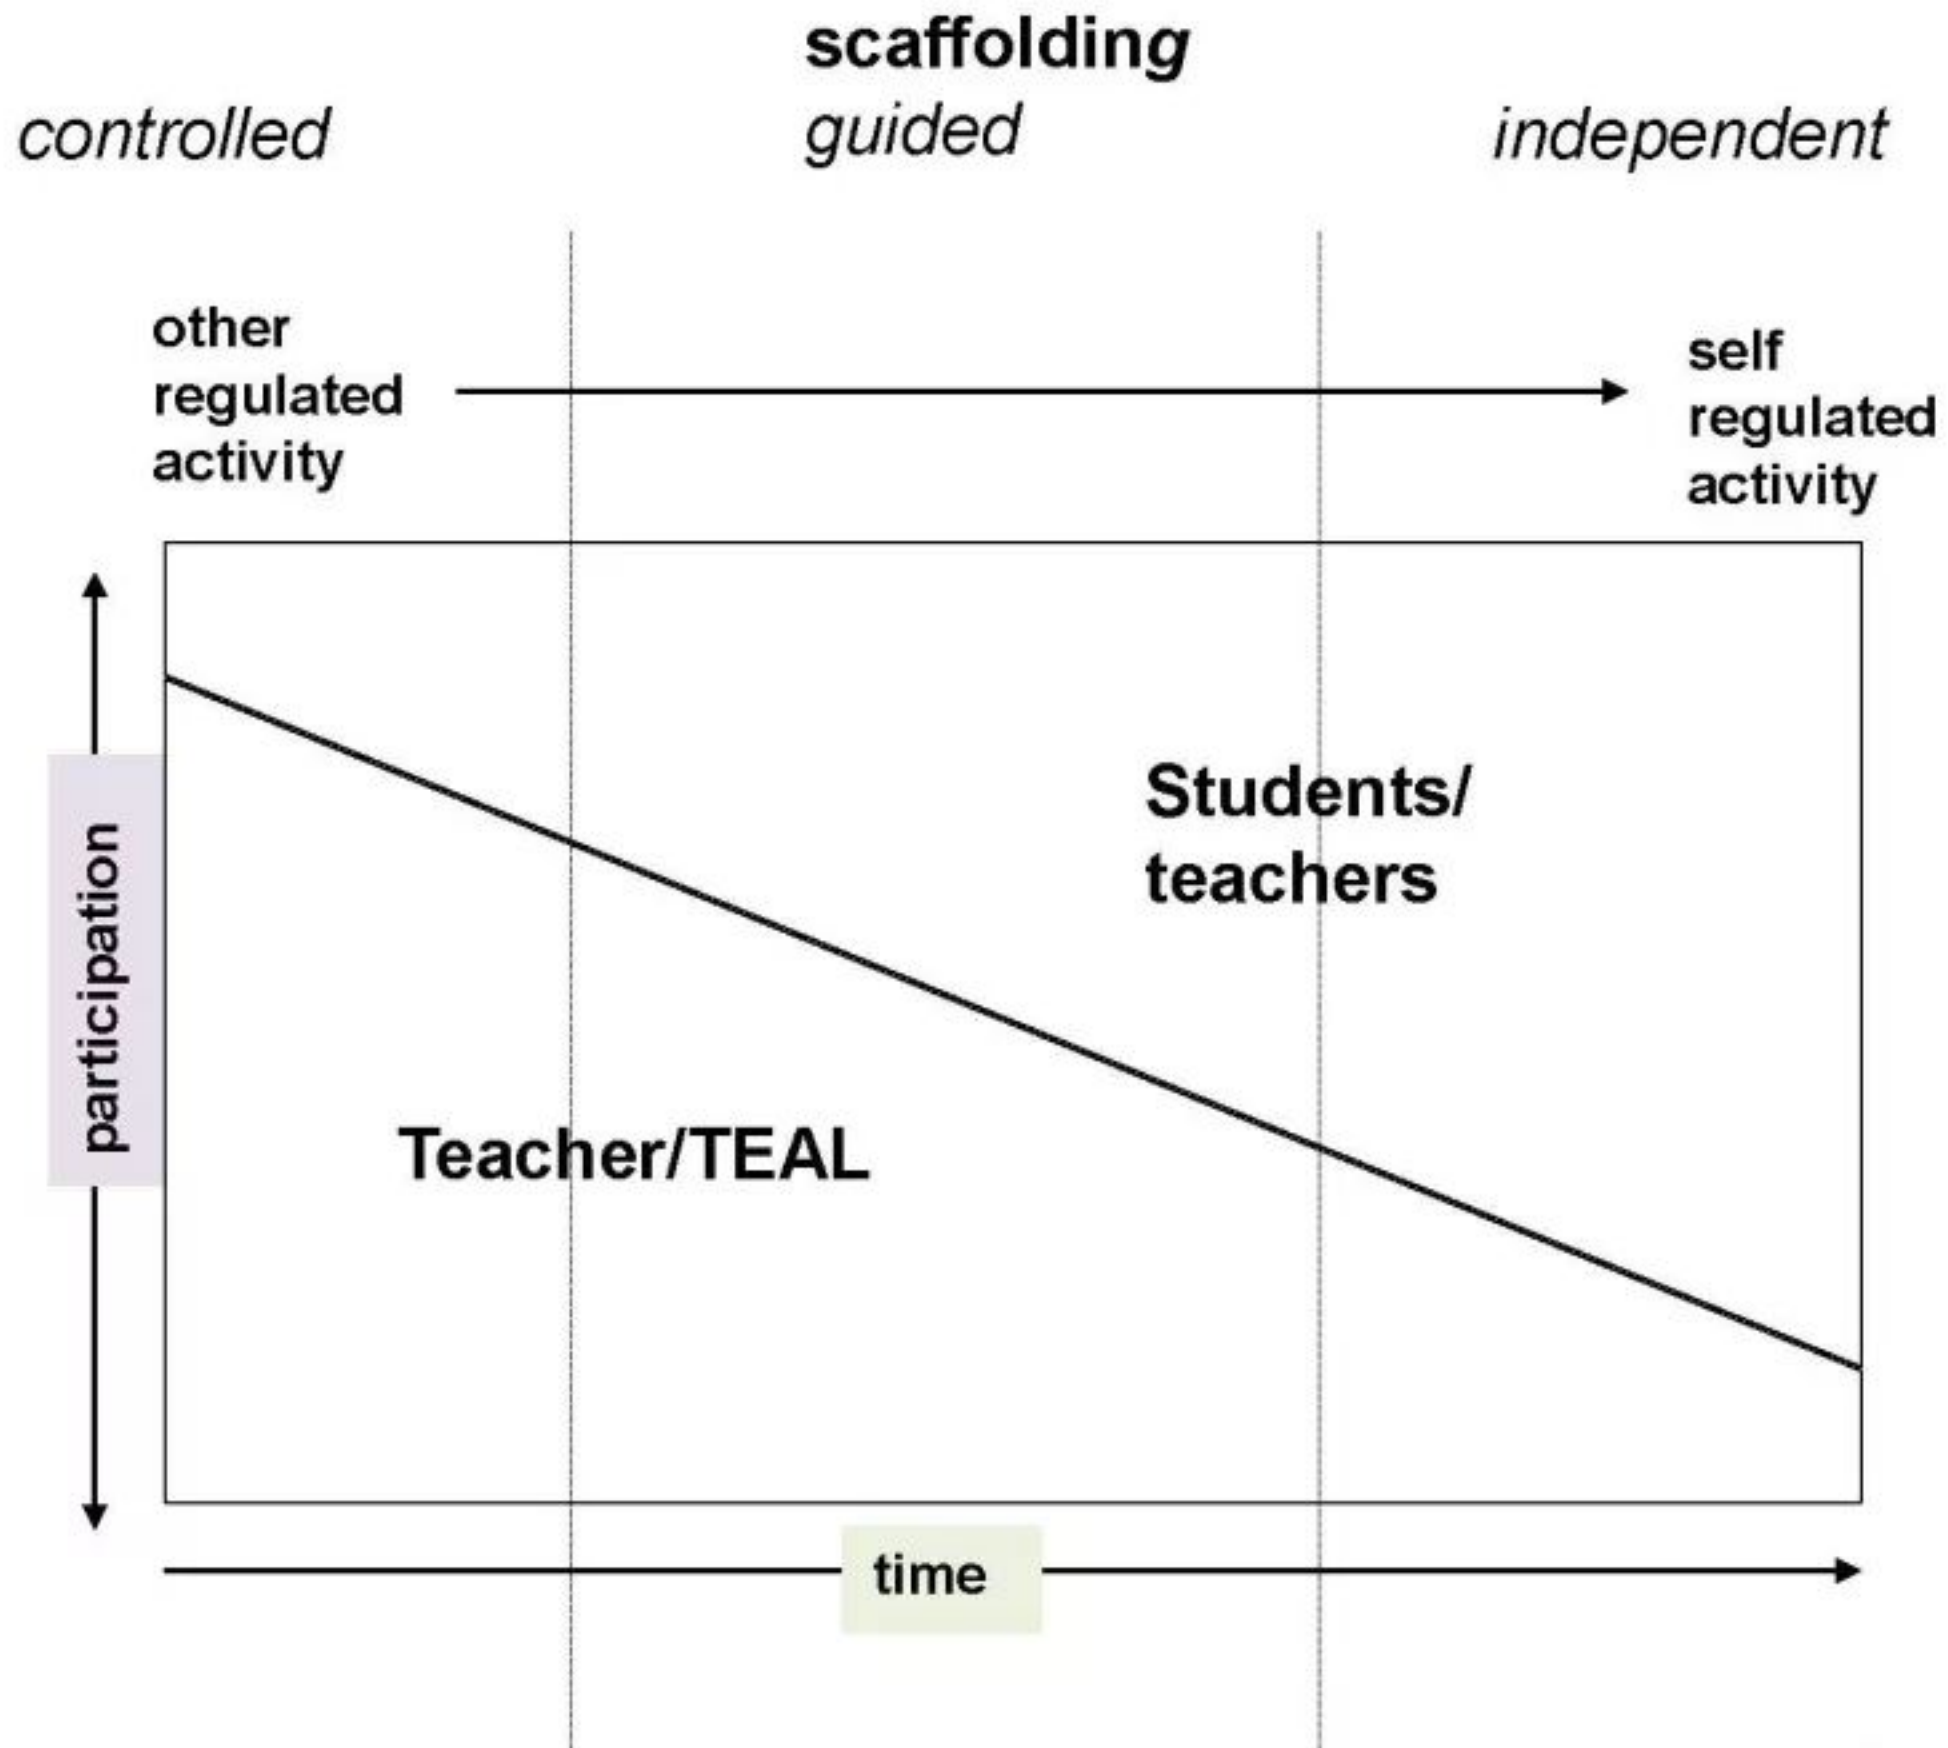 scaffolding
controlled
guided
independent
other
regulated
activity
self
regulated
activity
participation
Students/
teachers
Teacher/TEAL
time